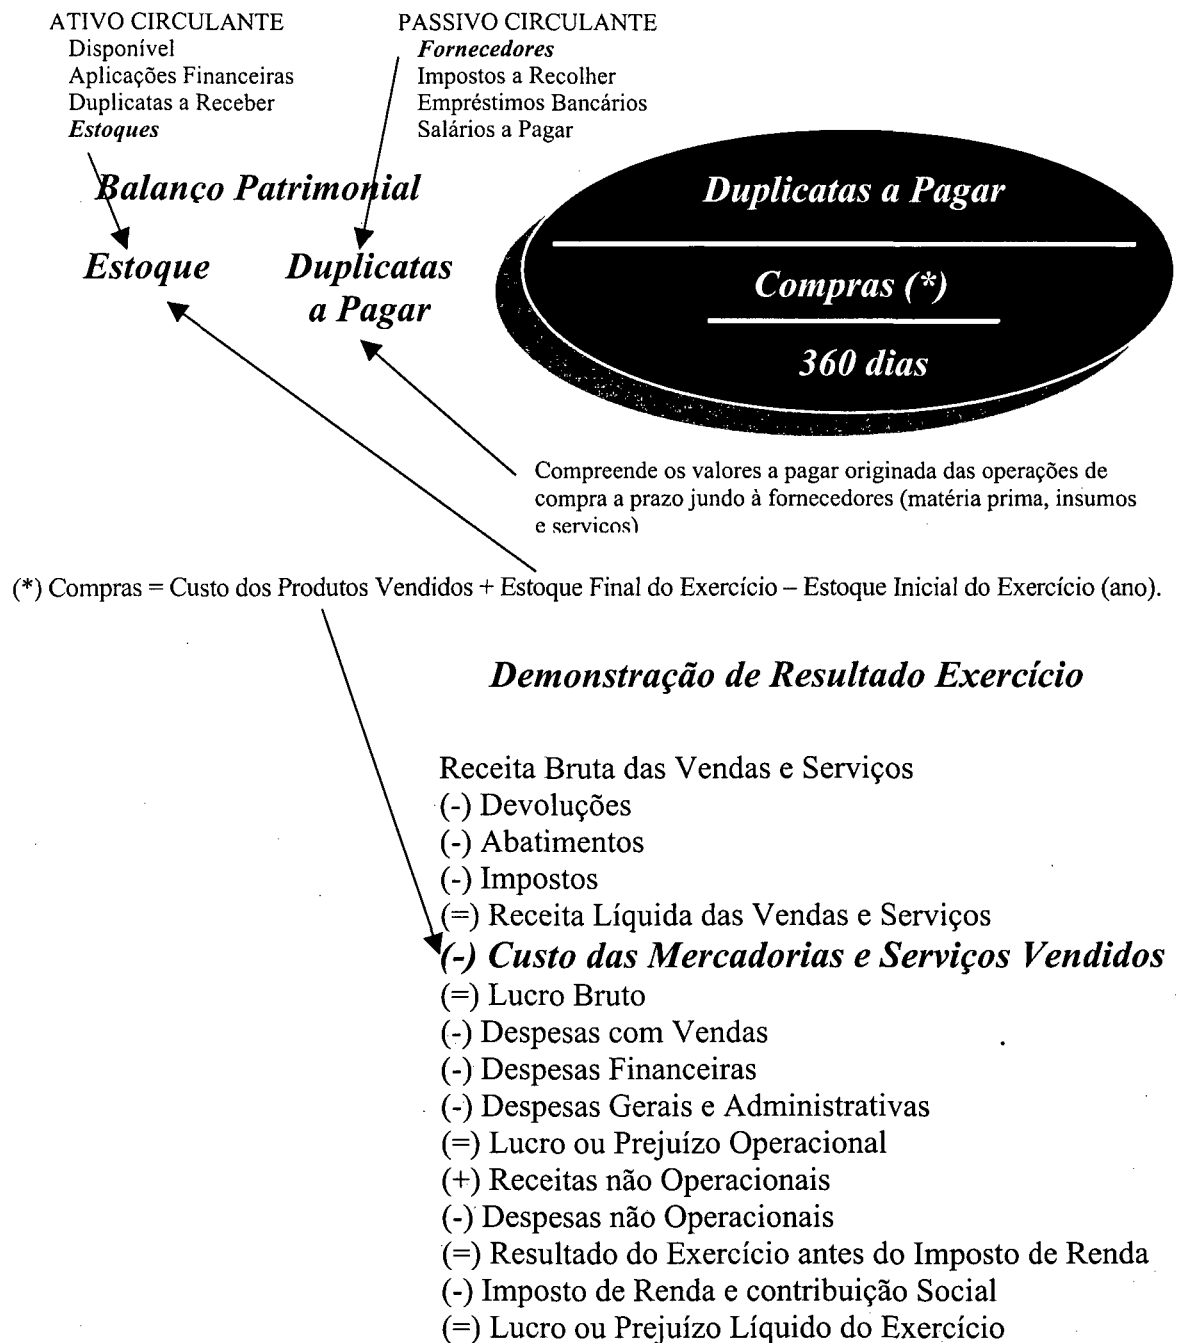 ATIVO CIRCULANTE
Disponível
Aplicações Financeiras
Duplicatas a Receber
Estoques
PASSIVO CIRCULANTE
Fornecedores
Impostos a Recolher
Empréstimos Bancários
Salários a Pagar
Balanço Patrimonial
Estoque
Duplicatas
a Pagar
Duplicatas a Pagar
Compras (*)
360 dias
Compreende os valores a pagar originada das operações de
compra a prazo jundo à fornecedores (matéria prima, insumos
e servicos)
(*) Compras = Custo dos Produtos Vendidos + Estoque Final do Exercício – Estoque Inicial do Exercício (ano).
Demonstração de Resultado Exercício
Receita Bruta das Vendas e Serviços
(-) Devoluções
(-) Abatimentos
(-) Impostos
(=) Receita Líquida das Vendas e Serviços
(-) Custo das Mercadorias e Serviços Vendidos
(=) Lucro Bruto
(-) Despesas com Vendas
(-) Despesas Financeiras
(-) Despesas Gerais e Administrativas
(=) Lucro ou Prejuízo Operacional
(+) Receitas não Operacionais
(-) Despesas não Operacionais
(=) Resultado do Exercício antes do Imposto de Renda
(-) Imposto de Renda e contribuição Social
(=) Lucro ou Prejuízo Líquido do Exercício